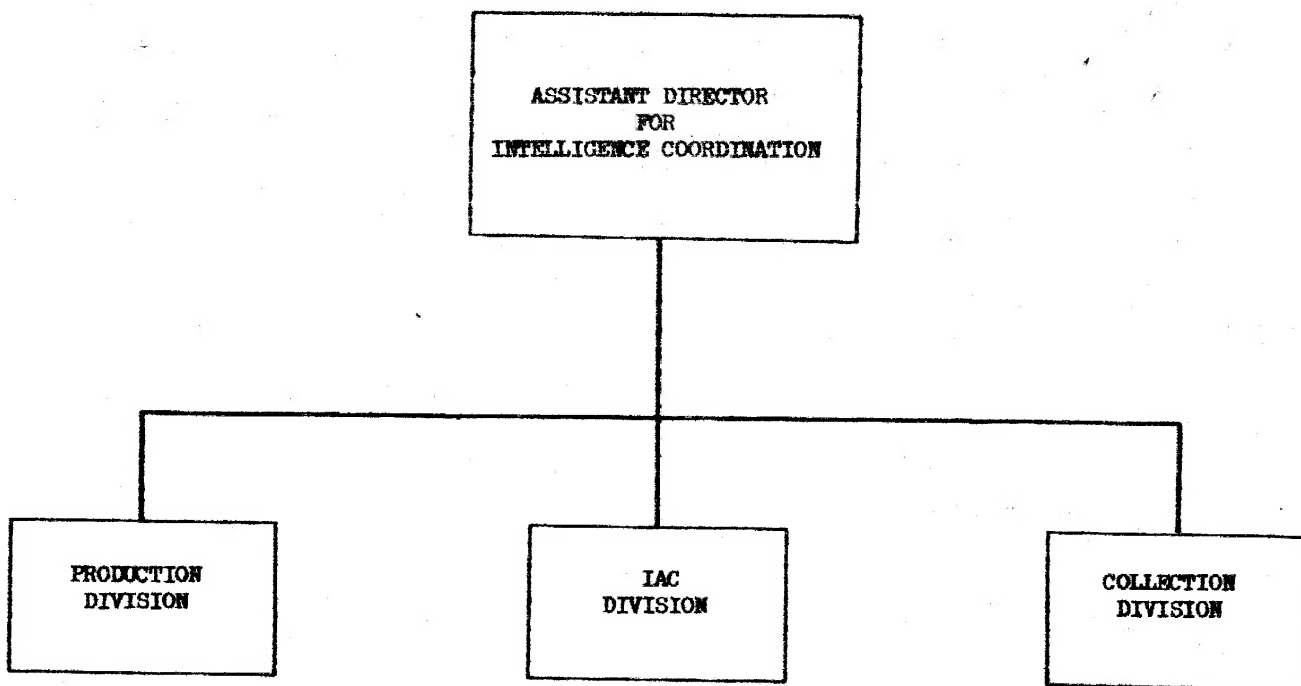 ASSISTANT DIRECTOR
FOR
INTELLIGENCE COORDINATION
PRODUCTION
DIVISION
IAC
DIVISION
COLLECTION
DIVISION